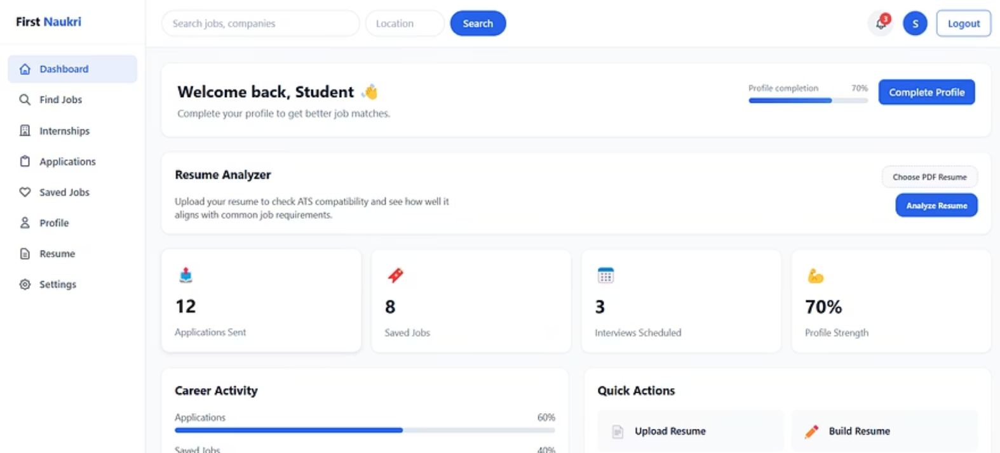 First Naukri
Search jobs, companies
Location
Search
3
S
Logout
Dashboard
Find Jobs
Internships
Applications
Saved Jobs
Profile
Resume
Settings
Welcome back, Student
Complete your profile to get better job matches.
Profile completion 70%
Complete Profile
Resume Analyzer
Upload your resume to check ATS compatibility and see how well it
aligns with common job requirements.
Choose PDF Resume
Analyze Resume
12
Applications Sent
8
Saved Jobs
3
Interviews Scheduled
70%
Profile Strength
Career Activity
Applications 60%
Saved Jobs 40%
Quick Actions
Upload Resume
Build Resume